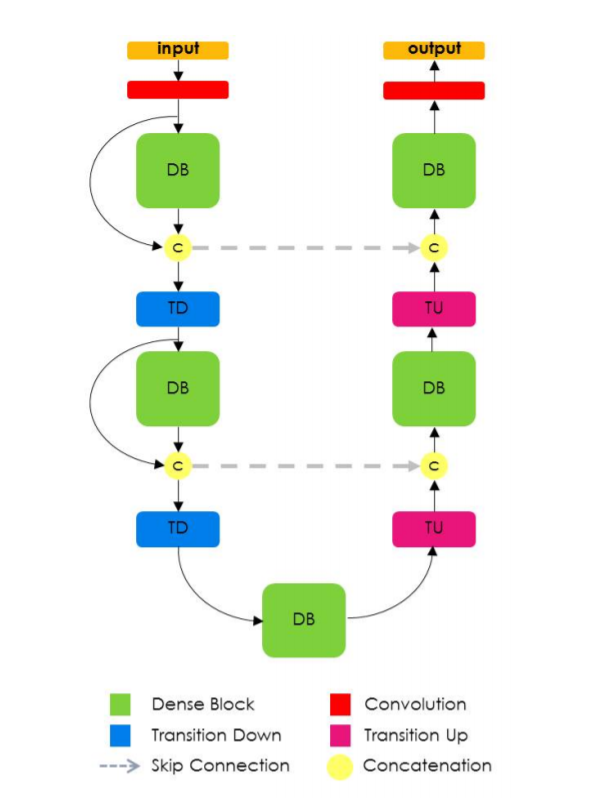 input
output
DB
DB
C
C
TD
TU
DB
DB
C
C
TD
TU
DB
Dense Block
Convolution
Transition Down
Transition Up
Skip Connection
Concatenation